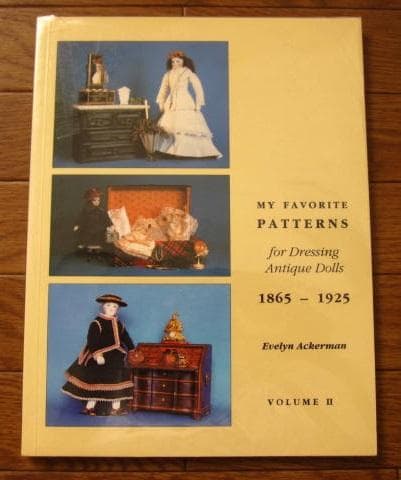 MY FAVORITE
PATTERNS
for Dressing
Antique Dolls
1865 – 1925
Evelyn Ackerman
VOLUME II